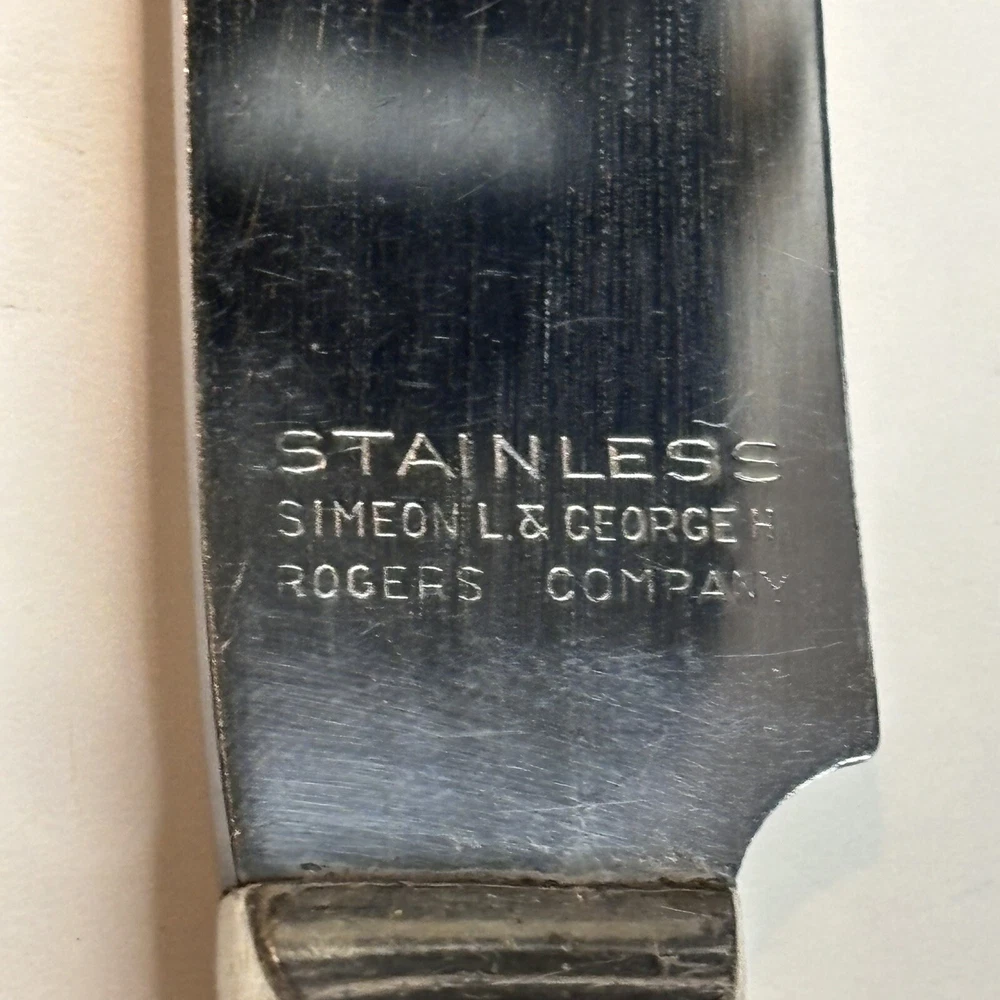 STAINLESS
SIMEON L. & GEORGE H
ROGERS COMPANY